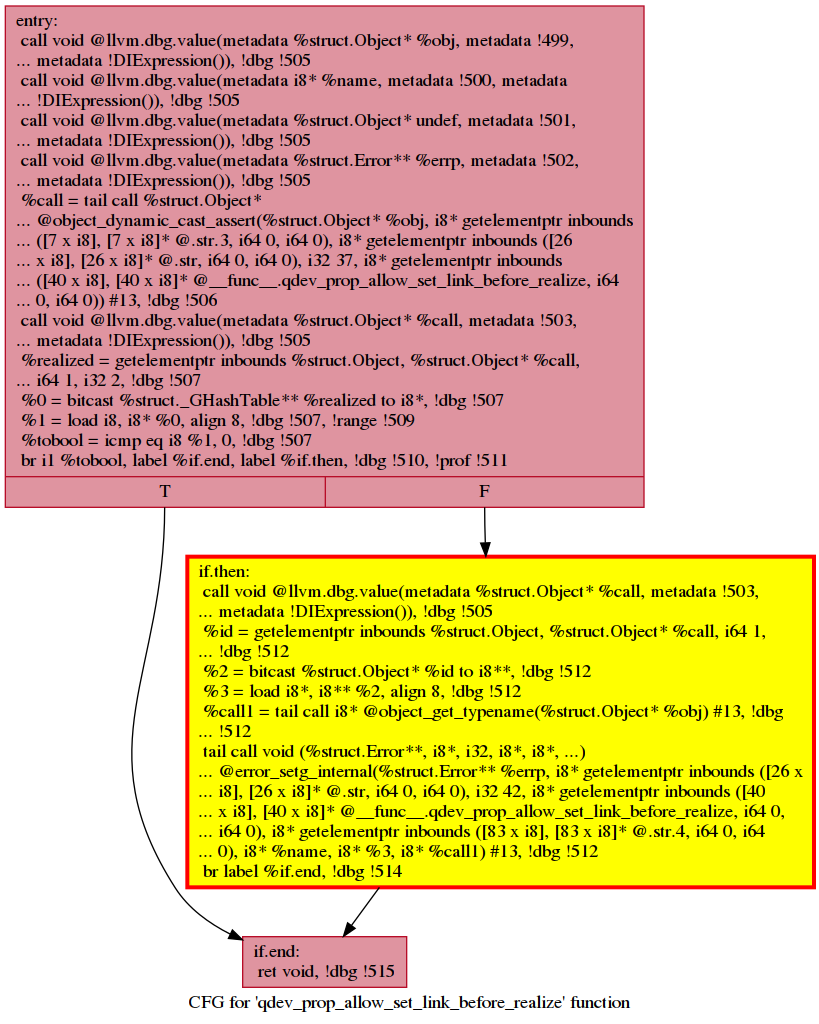 entry:
call void @llvm.dbg.value(metadata %struct.Object* %obj, metadata !499,
... metadata !DIExpression()), !dbg !505
call void @llvm.dbg.value(metadata i8* %name, metadata !500, metadata
... !DIExpression()), !dbg !505
call void @llvm.dbg.value(metadata %struct.Object* undef, metadata !501,
... metadata !DIExpression()), !dbg !505
call void @llvm.dbg.value(metadata %struct.Error** %errp, metadata !502,
... metadata !DIExpression()), !dbg !505
%call = tail call %struct.Object*
... @object_dynamic_cast_assert(%struct.Object* %obj, i8* getelementptr inbounds
... ([7 x i8], [7 x i8]* @.str.3, i64 0, i64 0), i8* getelementptr inbounds ([26
... x i8], [26 x i8]* @.str, i64 0, i64 0), i32 37, i8* getelementptr inbounds
... ([40 x i8], [40 x i8]* @__func__.qdev_prop_allow_set_link_before_realize, i64
... 0, i64 0)) #13, !dbg !506
call void @llvm.dbg.value(metadata %struct.Object* %call, metadata !503,
... metadata !DIExpression()), !dbg !505
%realized = getelementptr inbounds %struct.Object, %struct.Object* %call,
... i64 1, i32 2, !dbg !507
%0 = bitcast %struct._GHashTable** %realized to i8*, !dbg !507
%1 = load i8, i8* %0, align 8, !dbg !507, !range !509
%tobool = icmp eq i8 %1, 0, !dbg !507
br i1 %tobool, label %if.end, label %if.then, !dbg !510, !prof !511
T F
if.then:
call void @llvm.dbg.value(metadata %struct.Object* %call, metadata !503,
... metadata !DIExpression()), !dbg !505
%id = getelementptr inbounds %struct.Object, %struct.Object* %call, i64 1,
... !dbg !512
%2 = bitcast %struct.Object* %id to i8**, !dbg !512
%3 = load i8*, i8** %2, align 8, !dbg !512
%call1 = tail call i8* @object_get_typename(%struct.Object* %obj) #13, !dbg
... !512
tail call void (%struct.Error**, i8*, i32, i8*, i8*, ...)
... @error_setg_internal(%struct.Error** %errp, i8* getelementptr inbounds ([26 x
... i8], [26 x i8]* @.str, i64 0, i64 0), i32 42, i8* getelementptr inbounds ([40
... x i8], [40 x i8]* @__func__.qdev_prop_allow_set_link_before_realize, i64 0,
... i64 0), i8* getelementptr inbounds ([83 x i8], [83 x i8]* @.str.4, i64 0, i64
... 0), i8* %name, i8* %3, i8* %call1) #13, !dbg !512
br label %if.end, !dbg !514
if.end:
ret void, !dbg !515
CFG for 'qdev_prop_allow_set_link_before_realize' function